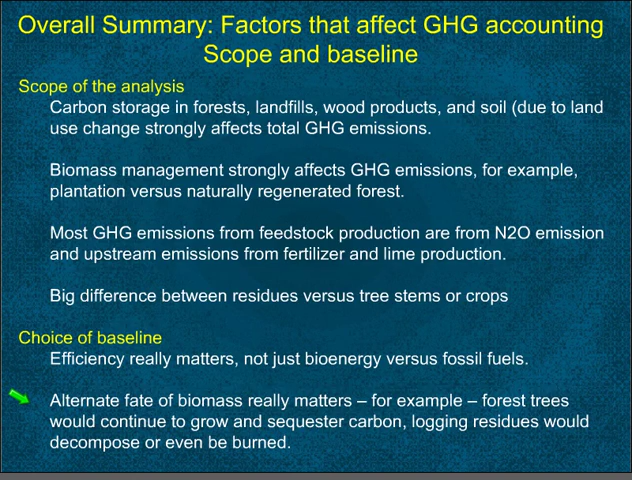 Overall Summary: Factors that affect GHG accounting
Scope and baseline
Scope of the analysis
Carbon storage in forests, landfills, wood products, and soil (due to land
use change strongly affects total GHG emissions.
Biomass management strongly affects GHG emissions, for example,
plantation versus naturally regenerated forest.
Most GHG emissions from feedstock production are from N2O emission
and upstream emissions from fertilizer and lime production.
Big difference between residues versus tree stems or crops
Choice of baseline
Efficiency really matters, not just bioenergy versus fossil fuels.
Alternate fate of biomass really matters – for example – forest trees
would continue to grow and sequester carbon, logging residues would
decompose or even be burned.